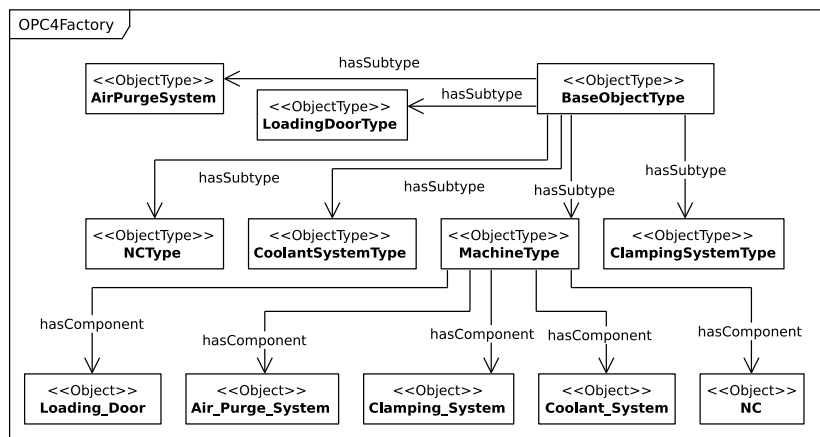 OPC4Factory
hasSubtype
<<ObjectType>>
AirPurgeSystem
<<ObjectType>>
BaseObjectType
<<ObjectType>>
LoadingDoorType
hasSubtype
hasSubtype
hasSubtype
hasSubtype
hasSubtype
<<ObjectType>>
NCType
<<ObjectType>>
CoolantSystemType
<<ObjectType>>
MachineType
<<ObjectType>>
ClampingSystemType
hasComponent
hasComponent
hasComponent
hasComponent
hasComponent
<<Object>>
Loading_Door
<<Object>>
Air_Purge_System
<<Object>>
Clamping_System
<<Object>>
Coolant_System
<<Object>>
NC